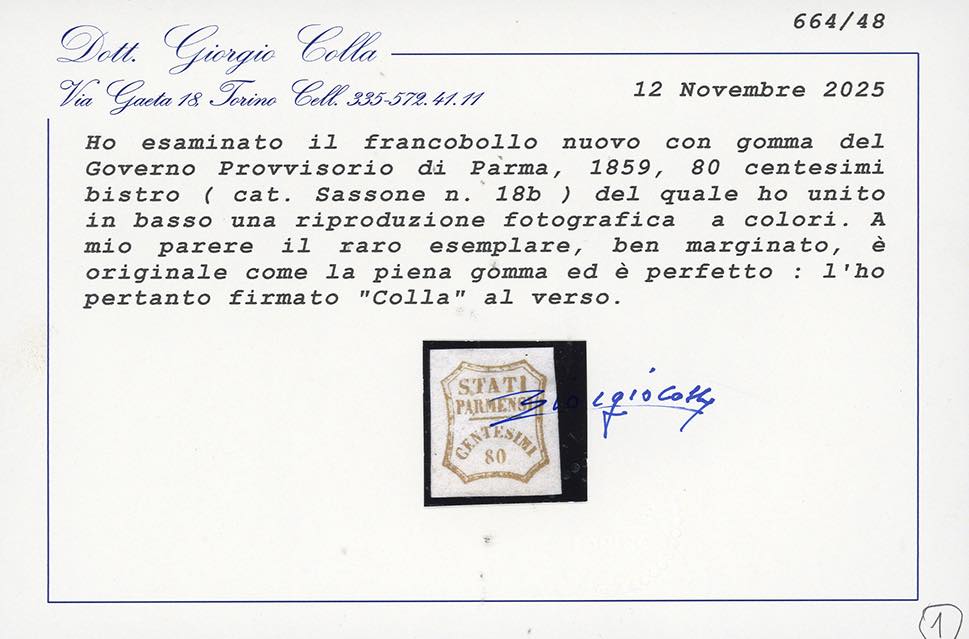 664/48
Dott. Giorgio Colla
Via Gaeta 18 Torino Cell. 335-572.41.11
12 Novembre 2025
Ho esaminato il francobollo nuovo con gomma del
Governo Provvisorio di Parma, 1859, 80 centesimi
bistro ( cat. Sassone n. 18b ) del quale ho unito
in basso una riproduzione fotografica a colori. A
mio parere il raro esemplare, ben marginato, è
originale come la piena gomma ed è perfetto : l'ho
pertanto firmato "Colla" al verso.
STATI
PARMENSI
CENTESIMI
80
Giorgio Colla
1